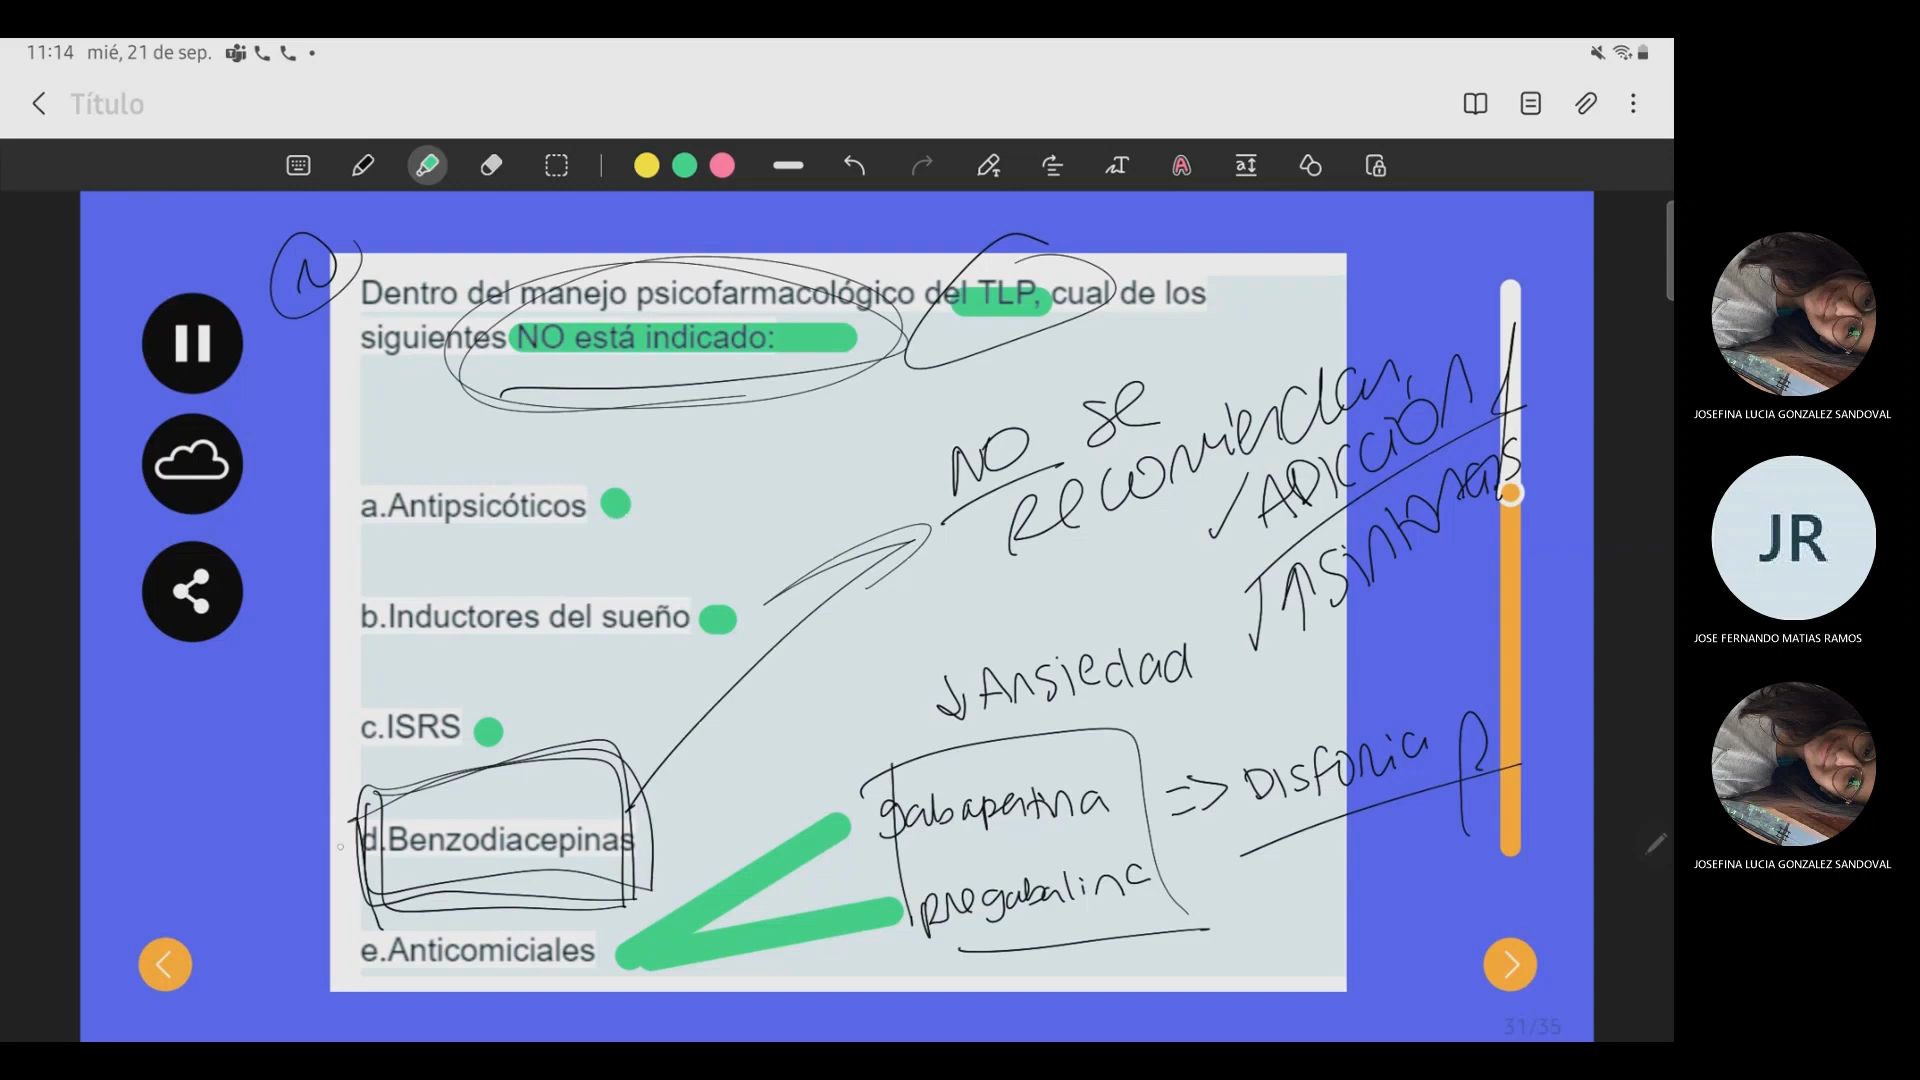 11:14 mié, 21 de sep.
Título
N
Dentro del manejo psicofarmacológico del TLP, cual de los
siguientes NO está indicado:
NO se
recomiendan
✓ ADICCIÓN
✓ ↑ Sintomas
a.Antipsicóticos
b.Inductores del sueño
c.ISRS
↓ Ansiedad
d.Benzodiacepinas
gabapentina
=> DISforia
pregabalina
e.Anticomiciales
31/35
JOSEFINA LUCIA GONZALEZ SANDOVAL
JR
JOSE FERNANDO MATIAS RAMOS
JOSEFINA LUCIA GONZALEZ SANDOVAL